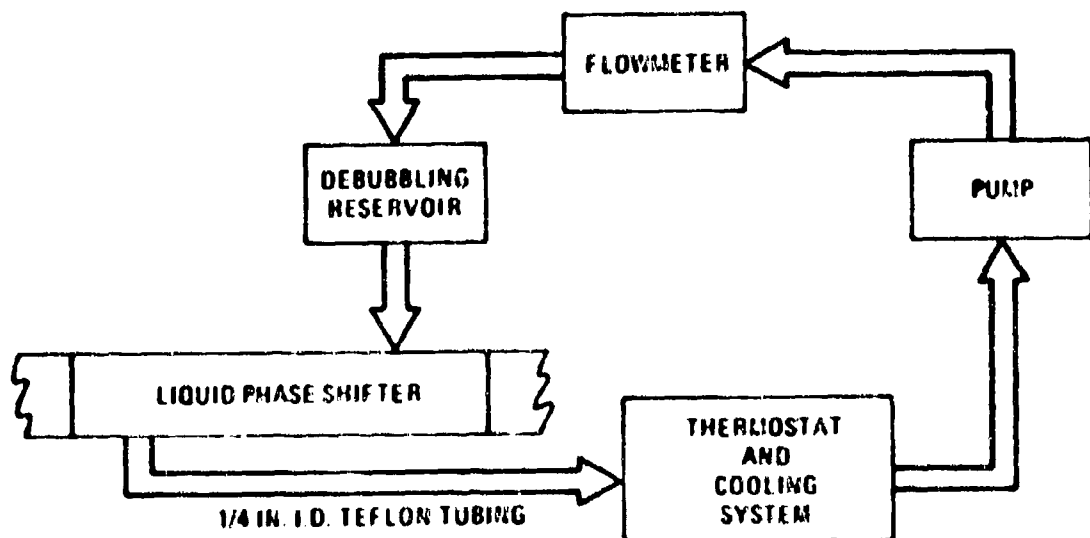 FLOWMETER
DEBUBBLING
RESERVOIR
PUMP
LIQUID PHASE SHIFTER
THERMOSTAT
AND
COOLING
SYSTEM
1/4 IN. I.D. TEFLON TUBING